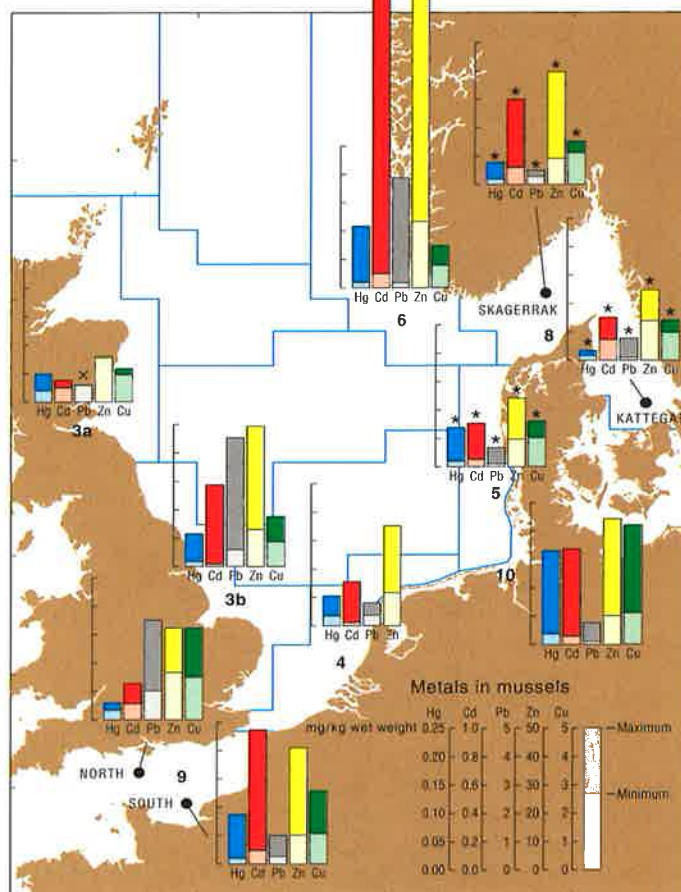 * * * * *
Hg Cd Pb Zn Cu
SKAGERRAK
8
* * * * *
Hg Cd Pb Zn Cu
KATTEGAT
Hg Cd Pb Zn Cu
6
×
Hg Cd Pb Zn Cu
3a
* * * * *
Hg Cd Pb Zn Cu
5
Hg Cd Pb Zn Cu
3b
10
Hg Cd Pb Zn Cu
Hg Cd Pb Zn
4
Hg Cd Pb Zn Cu
NORTH
9
SOUTH
Hg Cd Pb Zn Cu
Metals in mussels
Hg Cd Pb Zn Cu
mg/kg wet weight 0.25 1.0 5 50 5 Maximum
0.20 0.8 4 40 4
0.15 0.6 3 30 3 Minimum
0.10 0.4 2 20 2
0.05 0.2 1 10 1
0.00 0.0 0 0 0